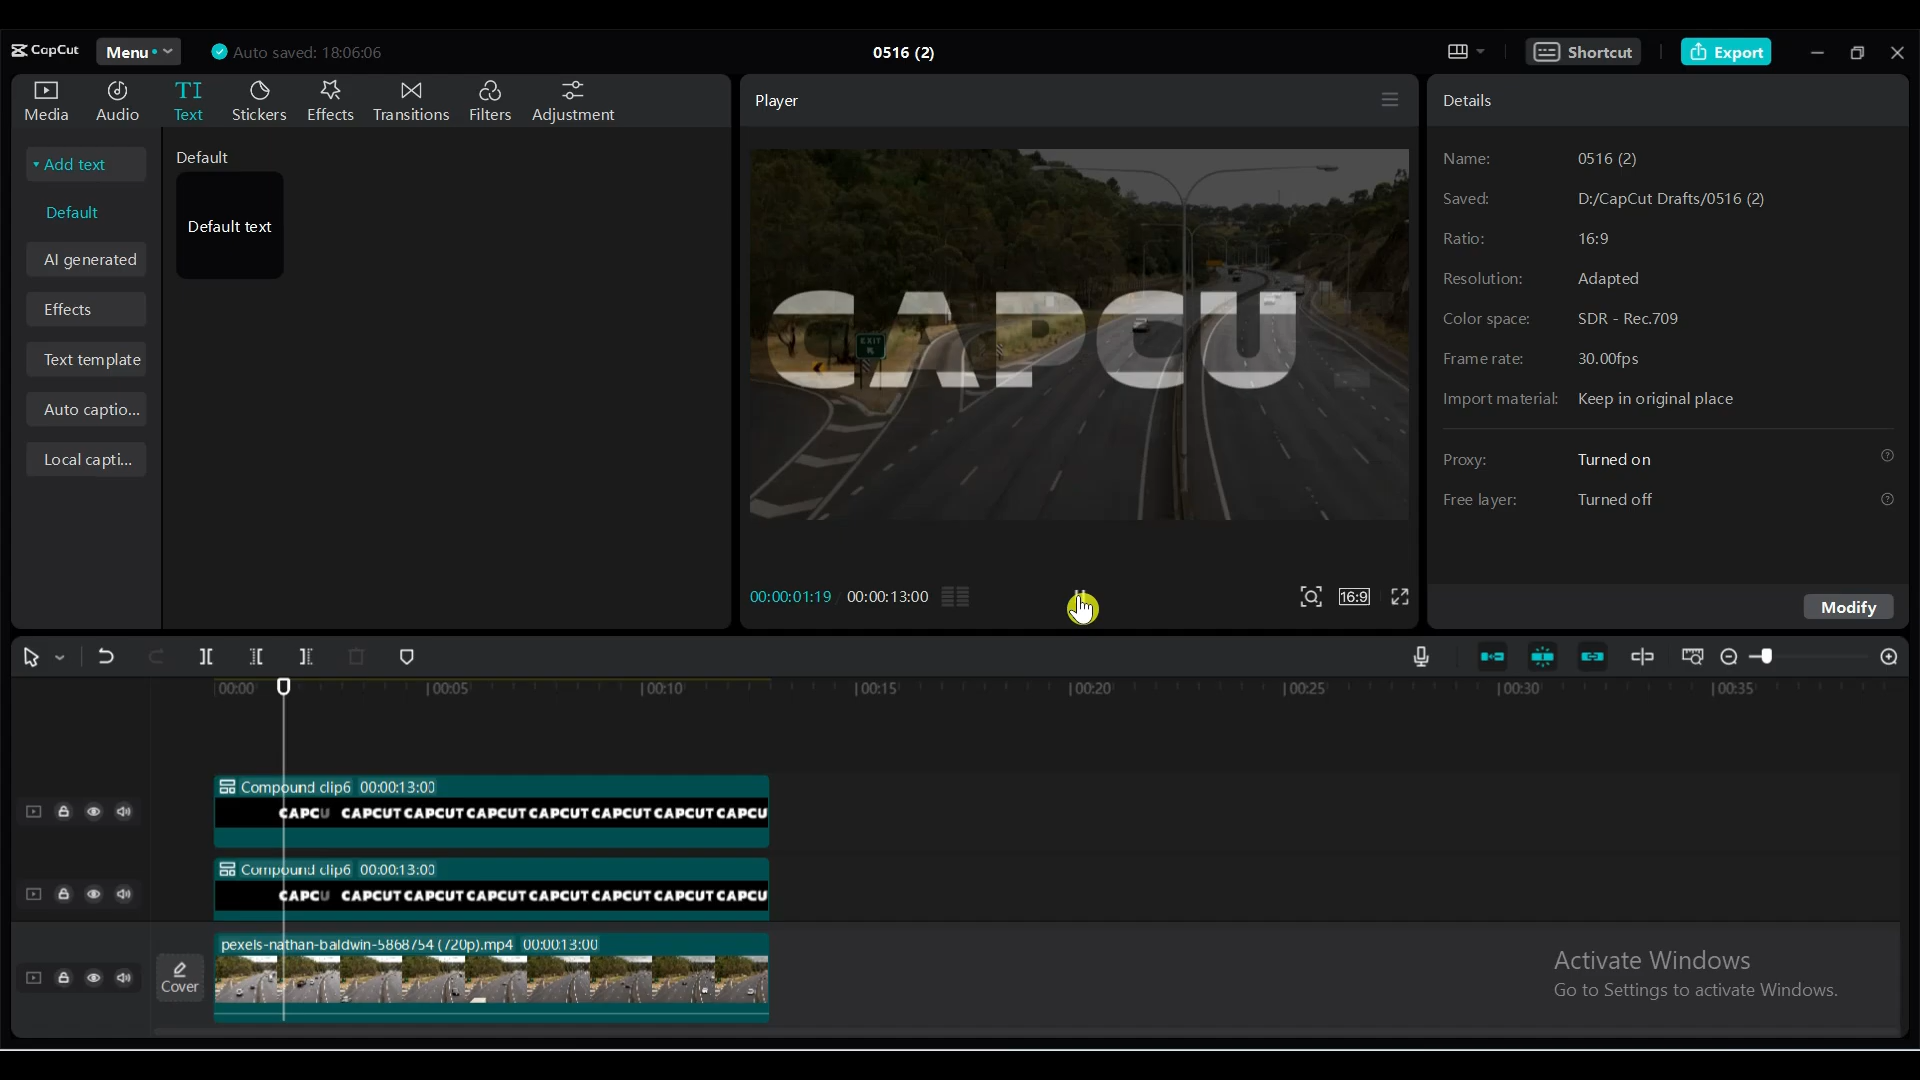 CapCut
Menu
Auto saved: 18:06:06
0516 (2)
Shortcut
Export
Media
Audio
TI
Text
Stickers
Effects
Transitions
Filters
Adjustment
Player
Details
Add text
Default
AI generated
Effects
Text template
Auto captio...
Local capti...
Default
Default text
CAPCU
EXIT
Name: 0516 (2)
Saved: D:/CapCut Drafts/0516 (2)
Ratio: 16:9
Resolution: Adapted
Color space: SDR - Rec.709
Frame rate: 30.00fps
Import material: Keep in original place
Proxy: Turned on
Free layer: Turned off
Modify
00:00:01:19 / 00:00:13:00
16:9
00:00 00:05 00:10 00:15 00:20 00:25 00:30 00:35
Compound clip6 00:00:13:00
CAPCU CAPCUT CAPCUT CAPCUT CAPCUT CAPCUT CAPCUT CAPCU
Compound clip6 00:00:13:00
CAPCU CAPCUT CAPCUT CAPCUT CAPCUT CAPCUT CAPCUT CAPCU
pexels-nathan-baldwin-5868754 (720p).mp4 00:00:13:00
Cover
Activate Windows
Go to Settings to activate Windows.